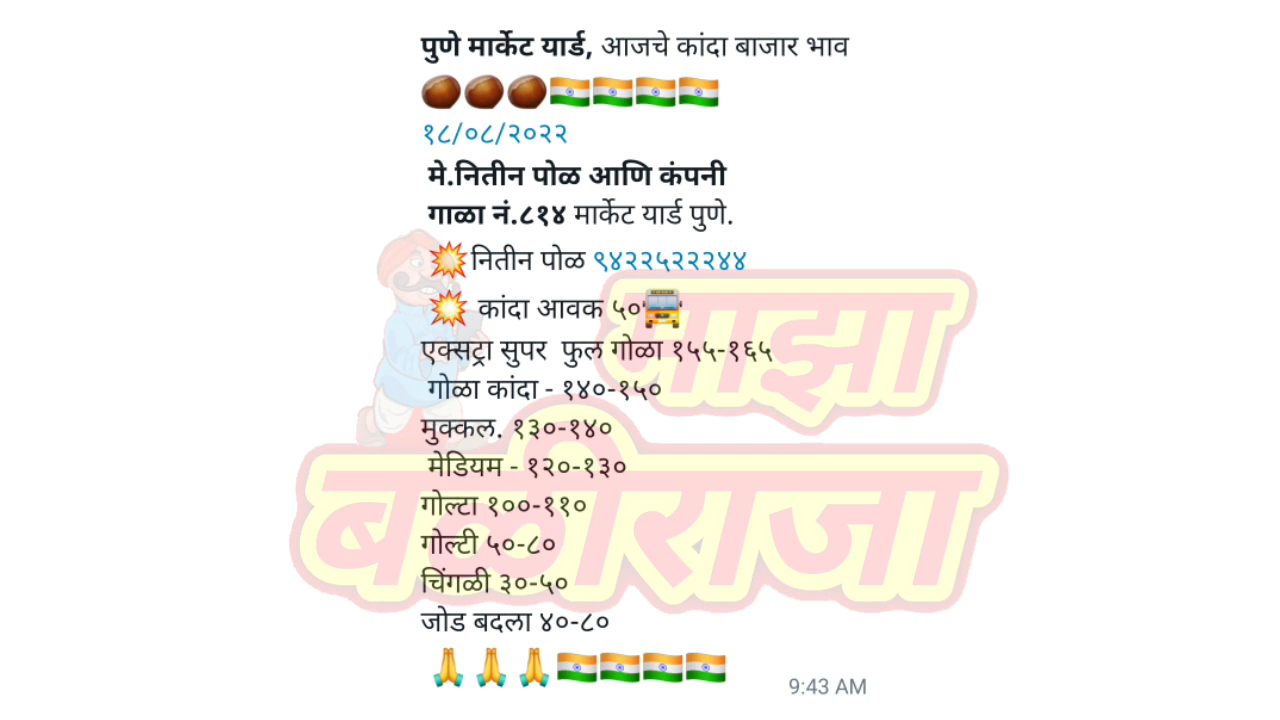 पुणे मार्केट यार्ड, आजचे कांदा बाजार भाव
🌰🌰🌰🇮🇳🇮🇳🇮🇳🇮🇳
१८/०८/२०२२
मे.नितीन पोळ आणि कंपनी
गाळा नं.८१४ मार्केट यार्ड पुणे.
💥नितीन पोळ ९४२२५२२२४४
💥 कांदा आवक ५०🚍
एक्सट्रा सुपर फुल गोळा १५५-१६५
गोळा कांदा - १४०-१५०
मुक्कल. १३०-१४०
मेडियम - १२०-१३०
गोल्टा १००-११०
गोल्टी ५०-८०
चिंगळी ३०-५०
जोड बदला ४०-८०
🙏🙏🙏🇮🇳🇮🇳🇮🇳🇮🇳
9:43 AM
माझा
बळीराजा